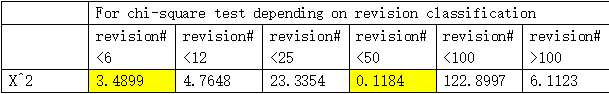 For chi-square test depending on revision classification
revision# revision# revision# revision# revision# revision#
<6 <12 <25 <50 <100 >100
X^2 3.4899 4.7648 23.3354 0.1184 122.8997 6.1123